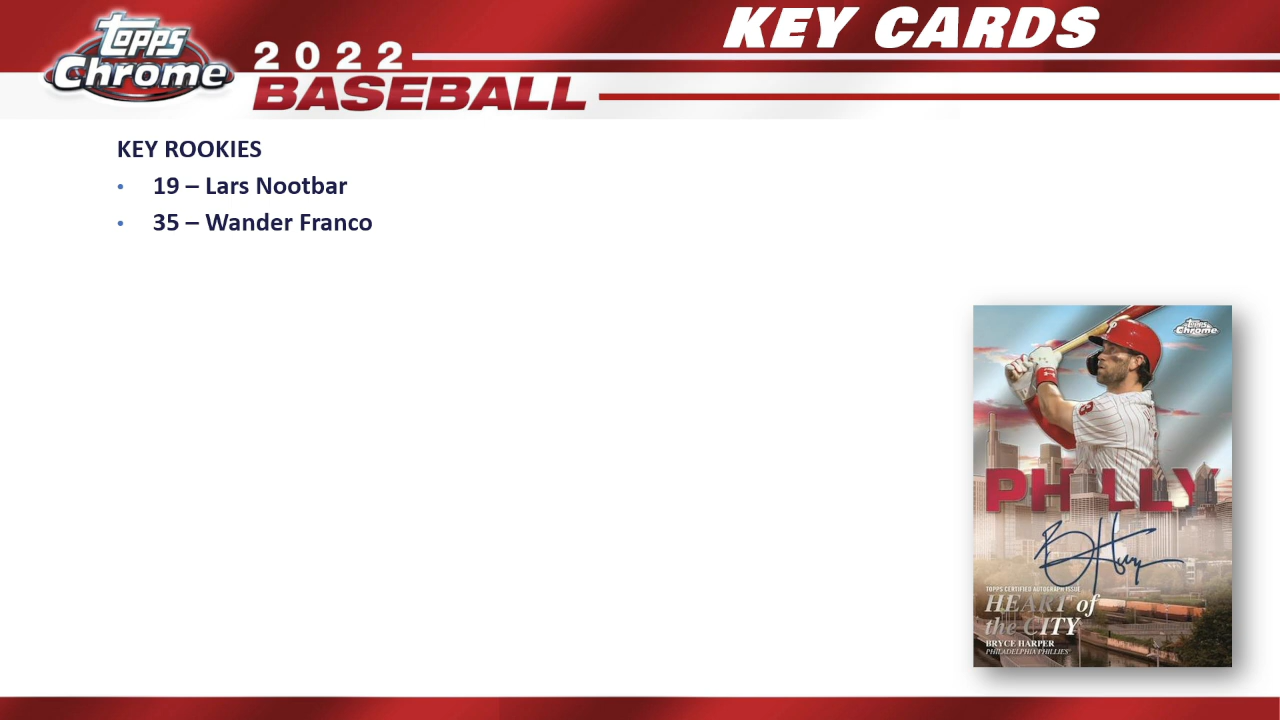 Topps
Chrome
2022
BASEBALL
KEY CARDS
KEY ROOKIES
• 19 – Lars Nootbar
• 35 – Wander Franco
Topps
Chrome
PHILLY
TOPPS CERTIFIED AUTOGRAPH ISSUE
HEART of
the CITY
BRYCE HARPER
PHILADELPHIA PHILLIES